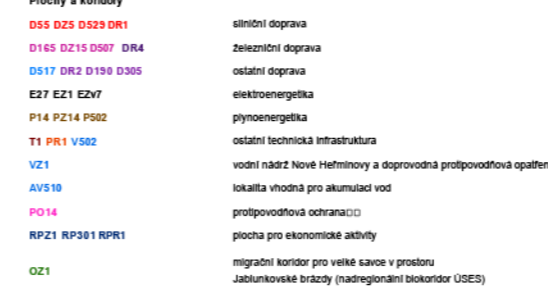 Plochy a koridory
D55 DZ5 D529 DR1 silniční doprava
D165 DZ15 D507 DR4 železniční doprava
D517 DR2 D190 D305 ostatní doprava
E27 EZ1 EZv7 elektroenergetika
P14 PZ14 P502 plynoenergetika
T1 PR1 V502 ostatní technická infrastruktura
VZ1 vodní nádrž Nové Heřminovy a doprovodná protipovodňová opatřen
AV510 lokalita vhodná pro akumulaci vod
PO14 protipovodňová ochrana□□
RPZ1 RP301 RPR1 plocha pro ekonomické aktivity
OZ1 migrační koridor pro velké savce v prostoru
Jablunkovské brázdy (nadregionální biokoridor ÚSES)